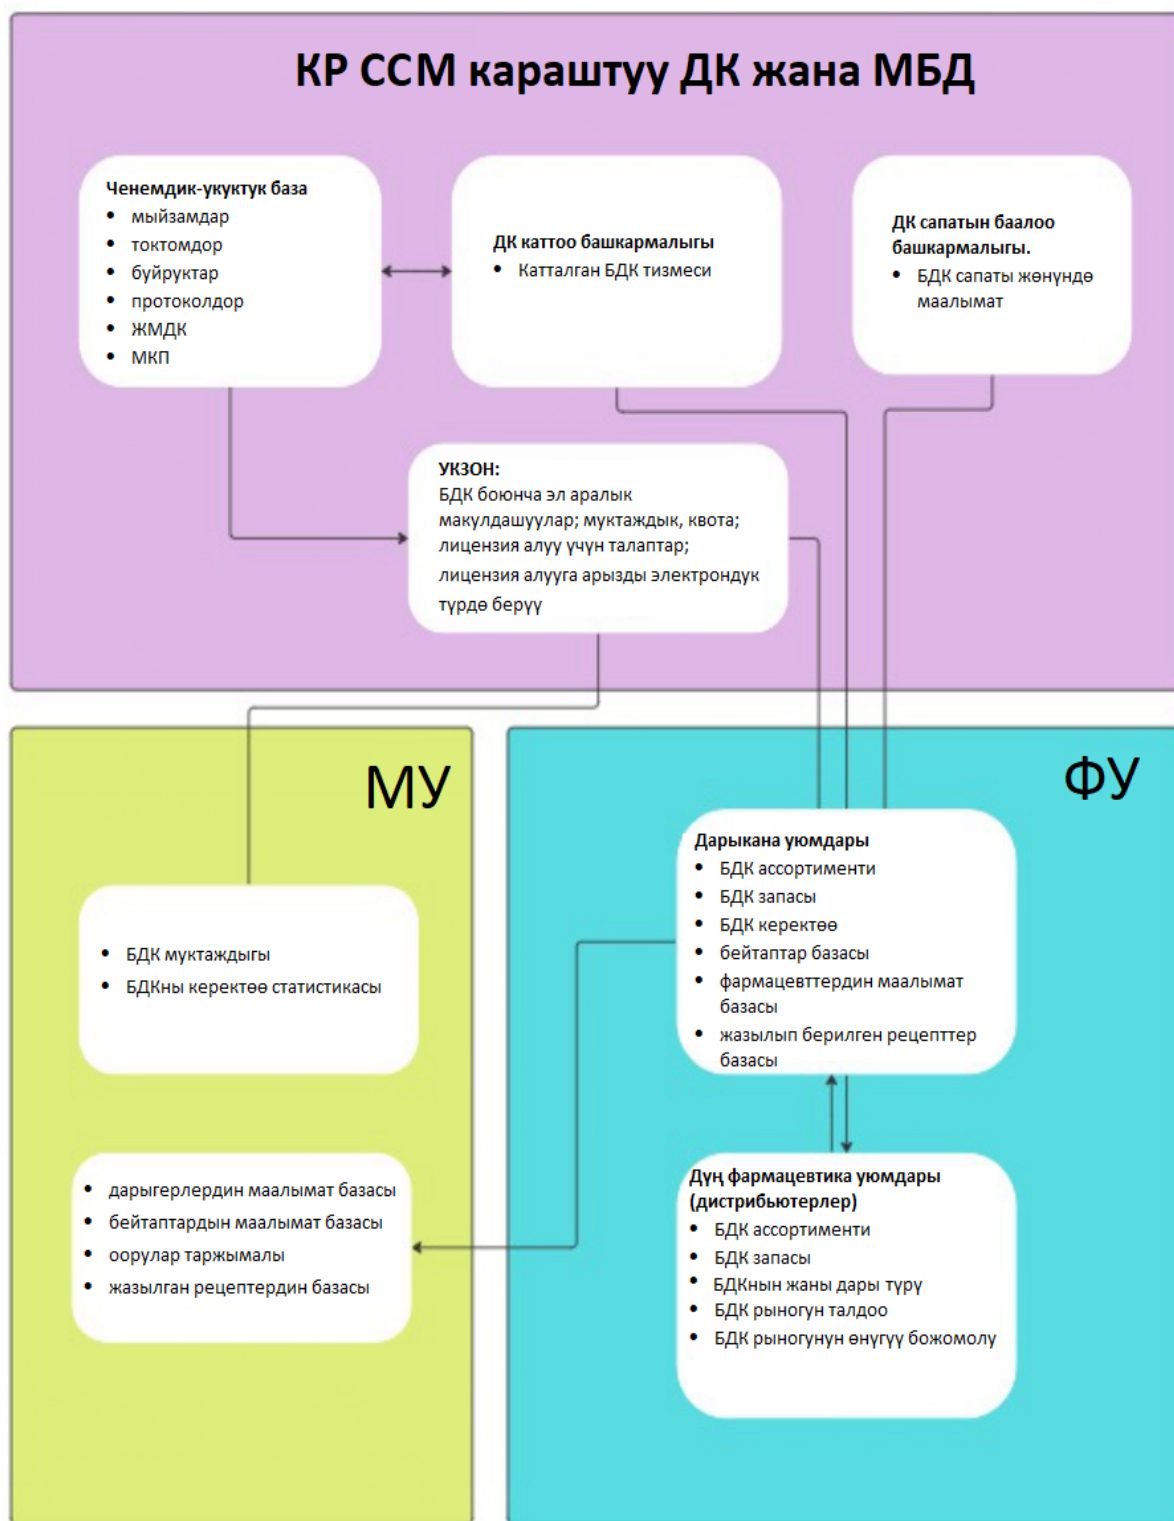 КР ССМ караштуу ДК жана МБД
Ченемдик-укуктук база
• мыйзамдар
• токтомдор
• буйруктар
• протоколдор
• ЖМДК
• МКП
ДК каттоо башкармалыгы
• Катталган БДК тизмеси
ДК сапатын баалоо
башкармалыгы.
• БДК сапаты жөнүндө
маалымат
УКЗОН:
БДК боюнча эл аралык
макулдашуулар; муктаждык, квота;
лицензия алуу үчүн талаптар;
лицензия алууга арызды электрондук
түрдө берүү
МУ
• БДК муктаждыгы
• БДКны керектөө статистикасы
• дарыгерлердин маалымат базасы
• бейтаптардын маалымат базасы
• оорулар таржымалы
• жазылган рецептердин базасы
ФУ
Дарыкана уюмдары
• БДК ассортименти
• БДК запасы
• БДК керектөө
• бейтаптар базасы
• фармацевттердин маалымат
базасы
• жазылып берилген рецепттер
базасы
Дүң фармацевтика уюмдары
(дистрибьютерлер)
• БДК ассортименти
• БДК запасы
• БДКнын жаны дары түрү
• БДК рыногун талдоо
• БДК рыногунун өнүгүү божомолу